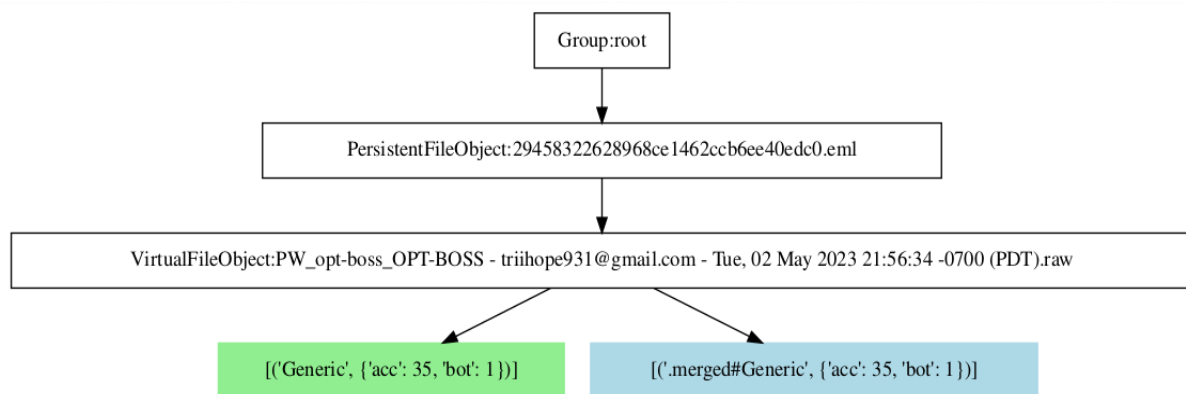 Group:root
PersistentFileObject:29458322628968ce1462ccb6ee40edc0.eml
VirtualFileObject:PW_opt-boss_OPT-BOSS - triihope931@gmail.com - Tue, 02 May 2023 21:56:34 -0700 (PDT).raw
[('Generic', {'acc': 35, 'bot': 1})]
[('.merged#Generic', {'acc': 35, 'bot': 1})]